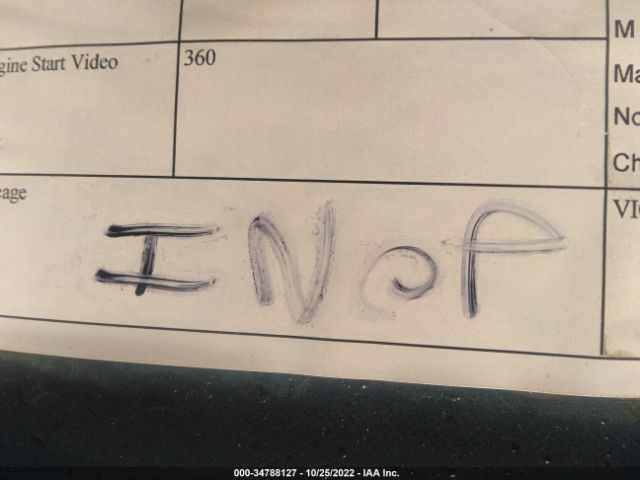 M
gine Start Video 360
Ma
No
Ch
eage INOP
VI
000-34788127 - 10/25/2022 - IAA Inc.